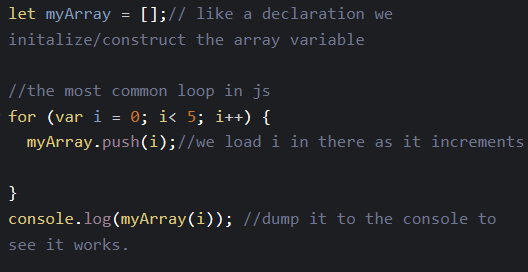 let myArray = [];// like a declaration we
initalize/construct the array variable
//the most common loop in js
for (var i = 0; i< 5; i++) {
myArray.push(i);//we load i in there as it increments
}
console.log(myArray(i)); //dump it to the console to
see it works.